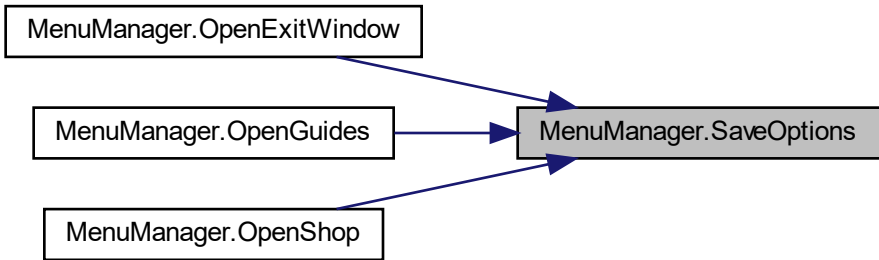 MenuManager.OpenExitWindow
MenuManager.OpenGuides
MenuManager.SaveOptions
MenuManager.OpenShop